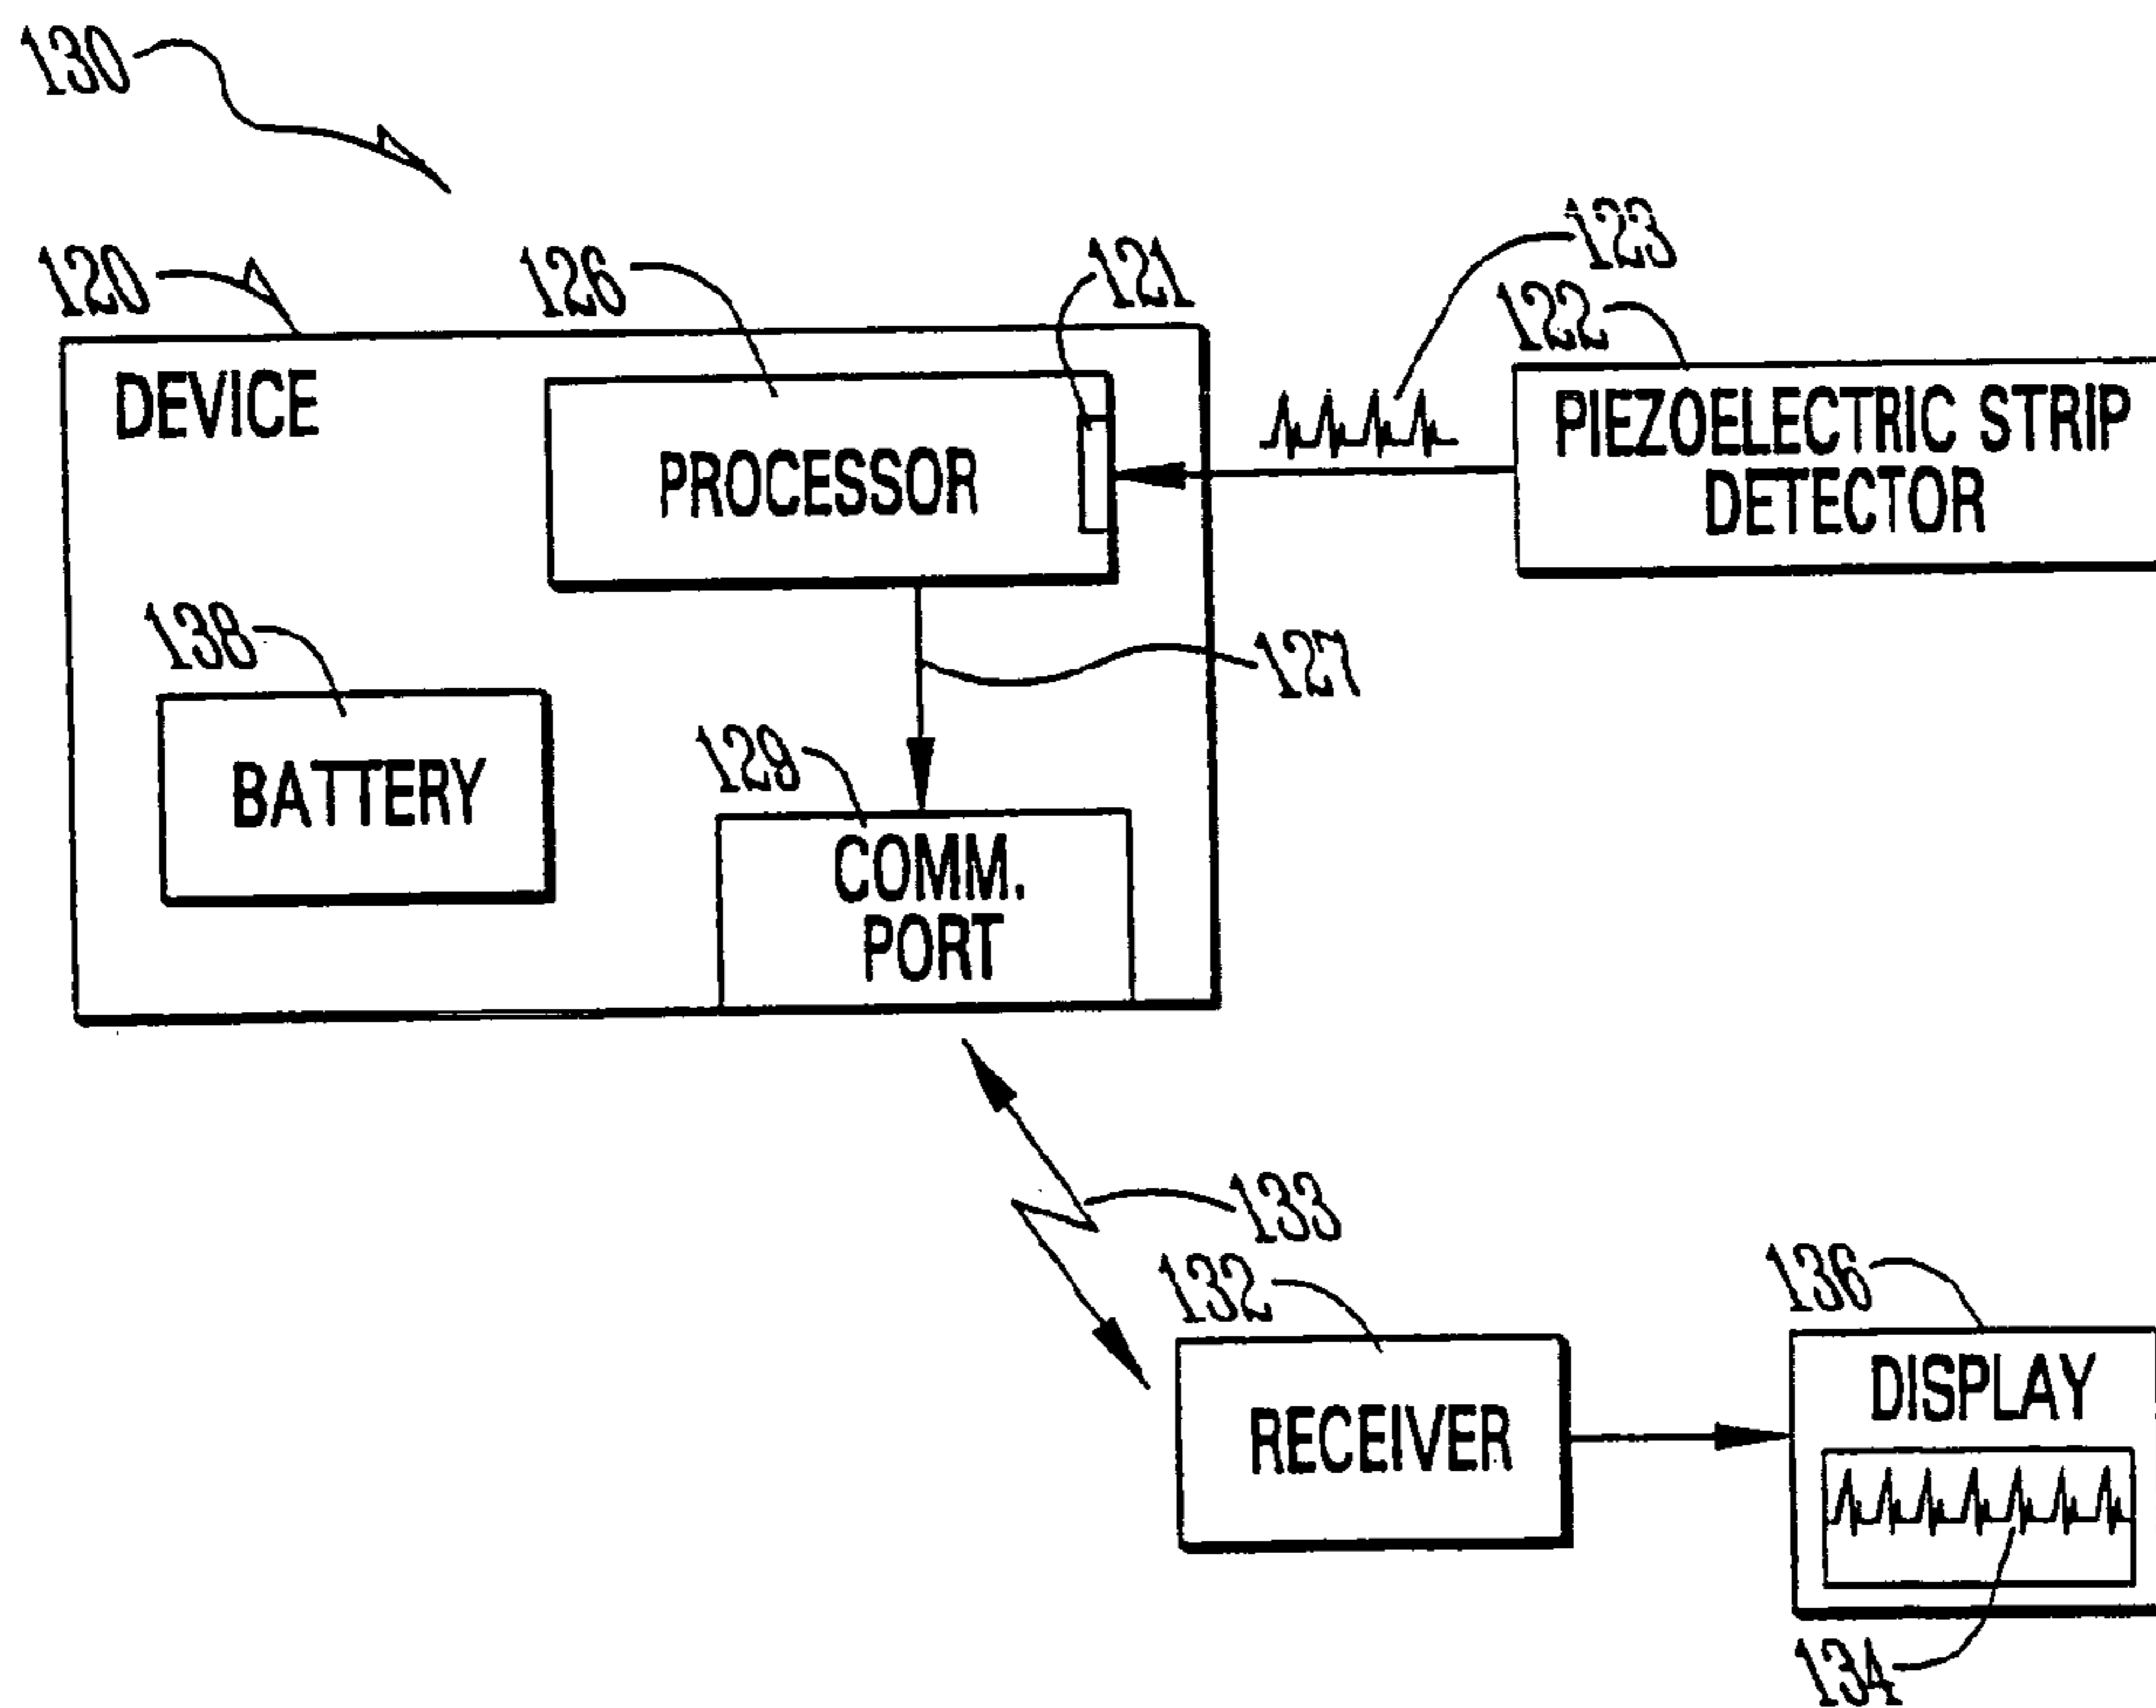 130
120
126
121
123
122
DEVICE
PROCESSOR
PIEZOELECTRIC STRIP
DETECTOR
138
127
129
BATTERY
COMM.
PORT
133
132
136
RECEIVER
DISPLAY
134